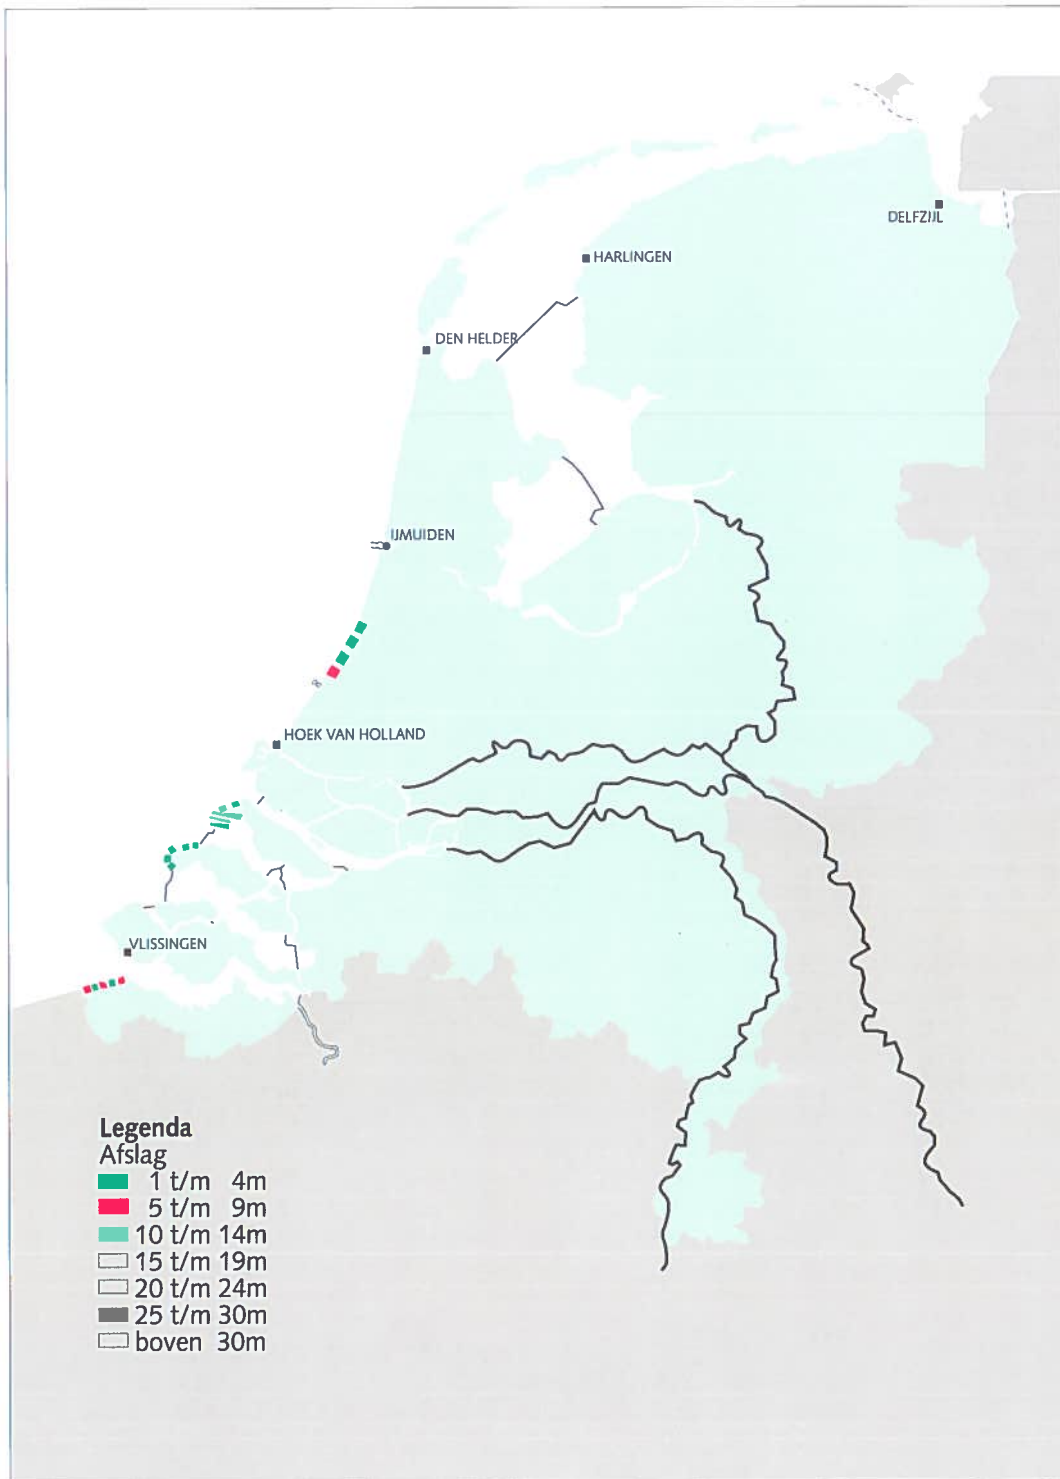 DELFZIJL
HARLINGEN
DEN HELDER
IJMUIDEN
HOEK VAN HOLLAND
VLISSINGEN
Legenda
Afslag
1 t/m 4m
5 t/m 9m
10 t/m 14m
15 t/m 19m
20 t/m 24m
25 t/m 30m
boven 30m